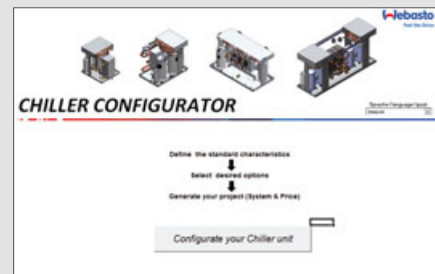 Webasto
Feel the Drive
CHILLER CONFIGURATOR
ENGLISH
Define the standard characteristics
Select desired options
Generate your project (System & Price)
Configurate your Chiller unit